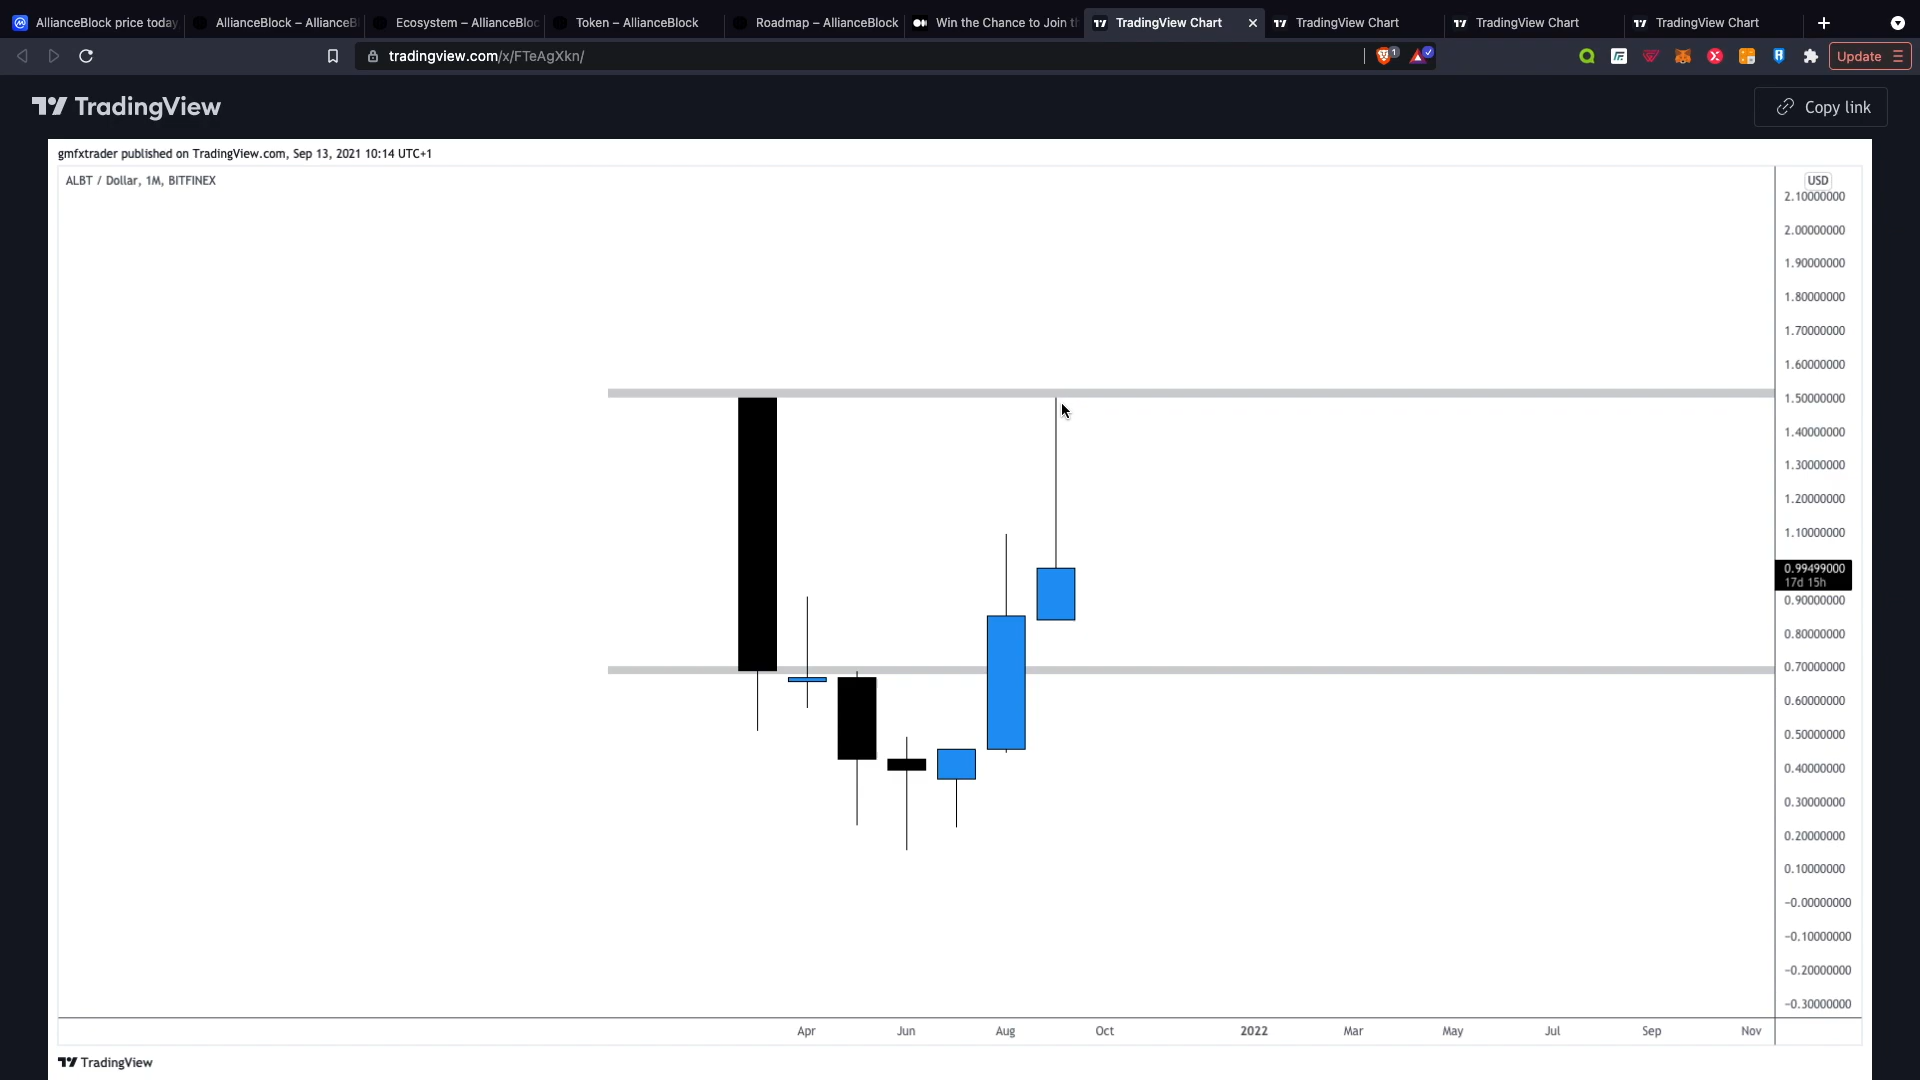 AllianceBlock price today
AllianceBlock – AllianceB
Ecosystem – AllianceBloc
Token – AllianceBlock
Roadmap – AllianceBlock
Win the Chance to Join t
TradingView Chart
TradingView Chart
TradingView Chart
TradingView Chart
tradingview.com/x/FTeAgXkn/
1
Update
TradingView
Copy link
gmfxtrader published on TradingView.com, Sep 13, 2021 10:14 UTC+1
ALBT / Dollar, 1M, BITFINEX
USD
2.10000000
2.00000000
1.90000000
1.80000000
1.70000000
1.60000000
1.50000000
1.40000000
1.30000000
1.20000000
1.10000000
0.99499000
17d 15h
0.90000000
0.80000000
0.70000000
0.60000000
0.50000000
0.40000000
0.30000000
0.20000000
0.10000000
−0.00000000
−0.10000000
−0.20000000
−0.30000000
Apr Jun Aug Oct 2022 Mar May Jul Sep Nov
TradingView